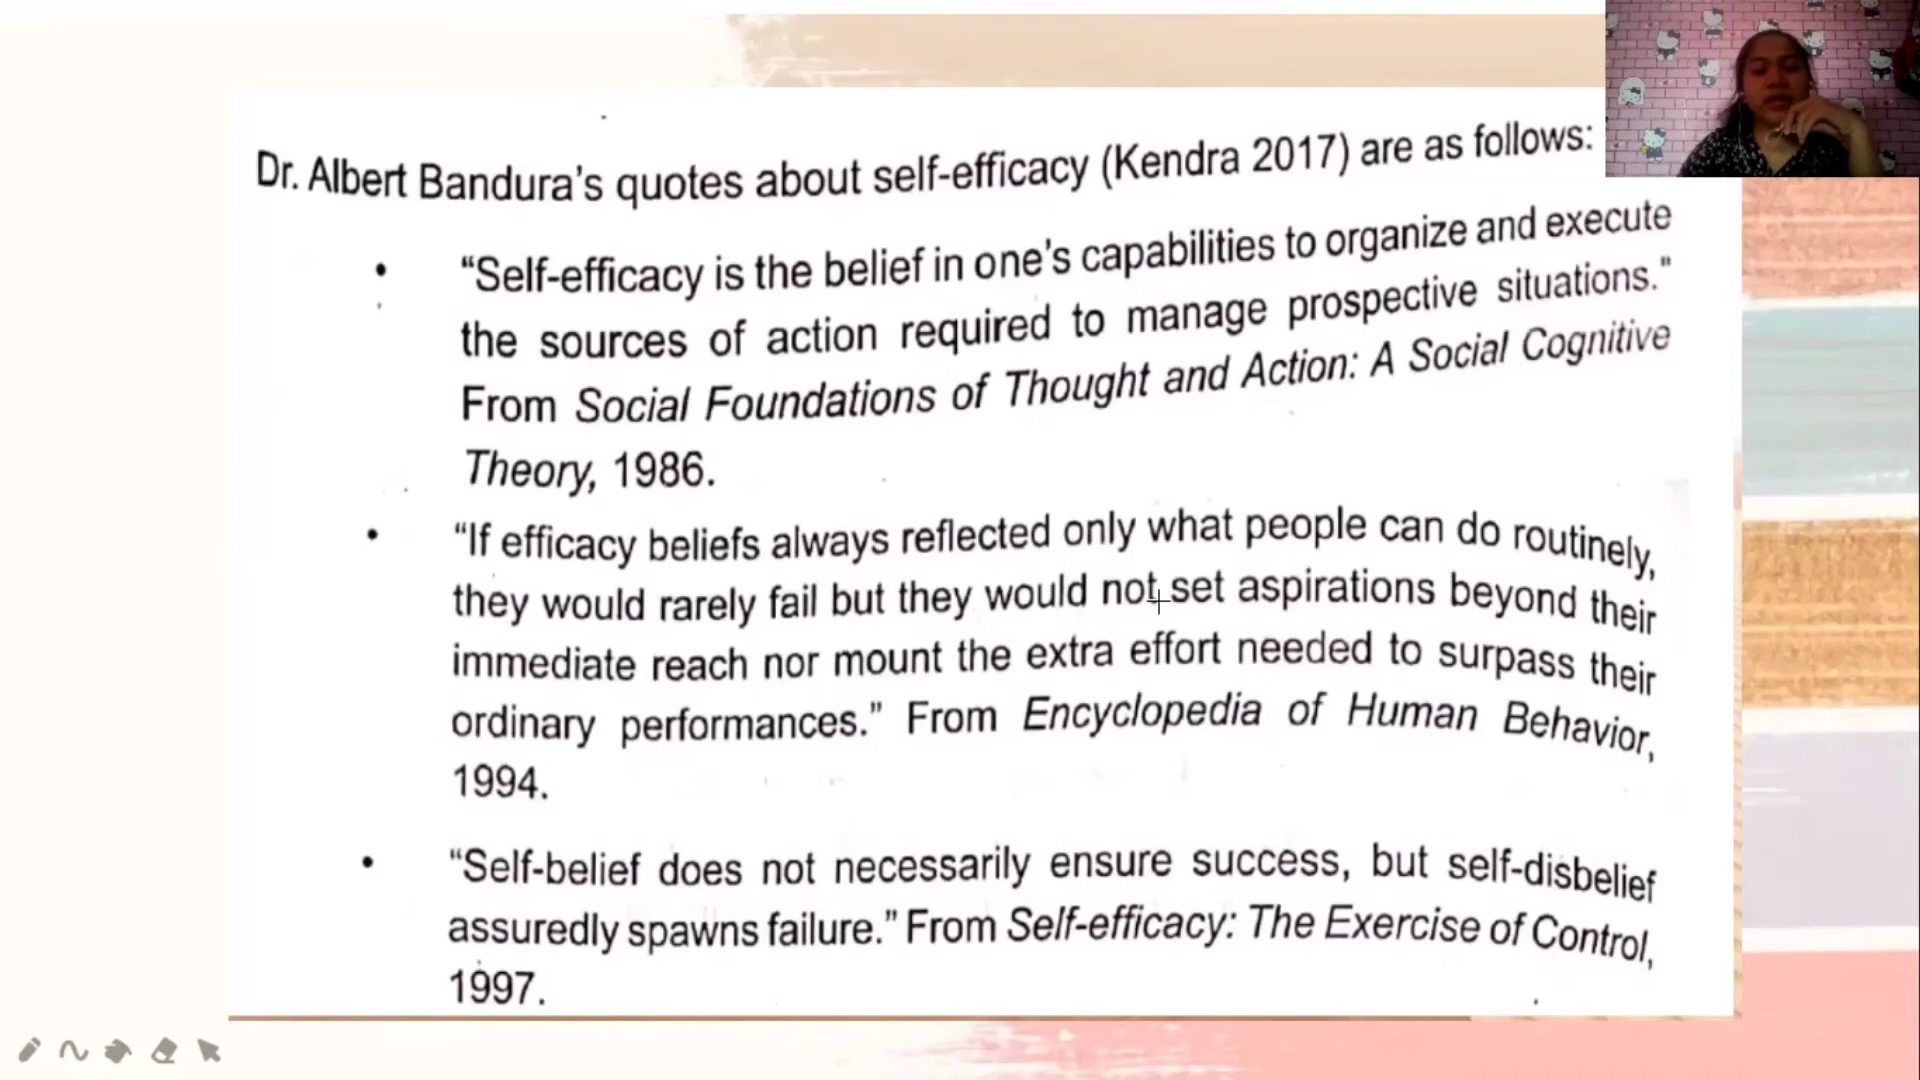 Dr. Albert Bandura’s quotes about self-efficacy (Kendra 2017) are as follows:
• “Self-efficacy is the belief in one’s capabilities to organize and execute
the sources of action required to manage prospective situations.”
From Social Foundations of Thought and Action: A Social Cognitive
Theory, 1986.
• “If efficacy beliefs always reflected only what people can do routinely,
they would rarely fail but they would not set aspirations beyond their
immediate reach nor mount the extra effort needed to surpass their
ordinary performances.” From Encyclopedia of Human Behavior,
1994.
• “Self-belief does not necessarily ensure success, but self-disbelief
assuredly spawns failure.” From Self-efficacy: The Exercise of Control,
1997.